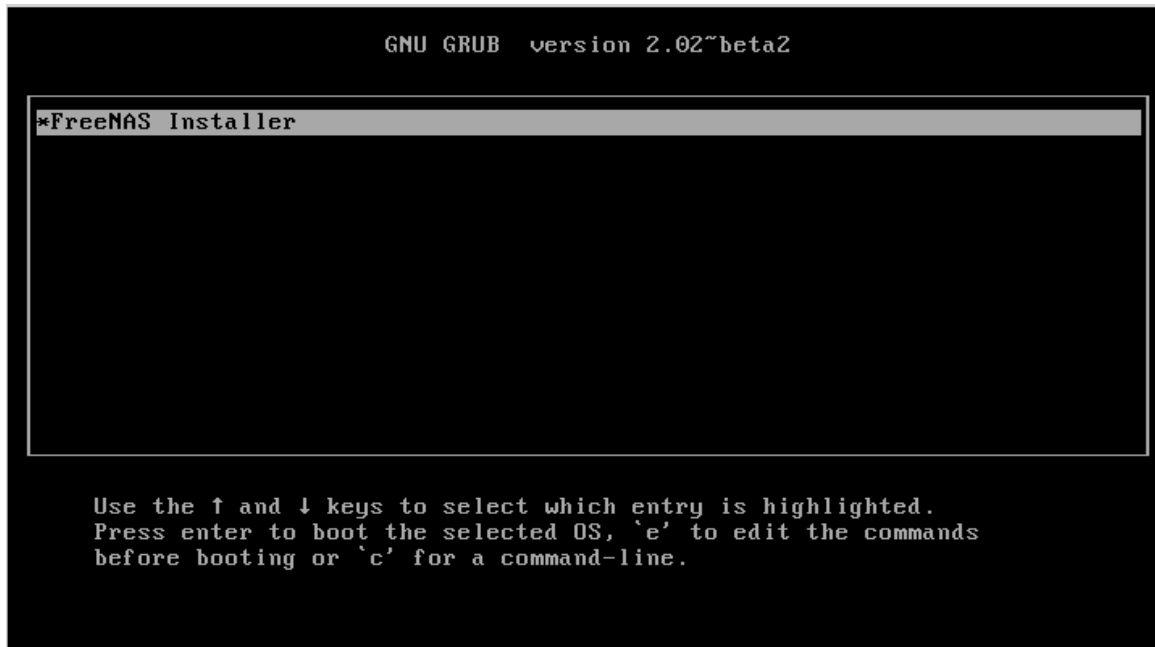 GNU GRUB  version 2.02~beta2
*FreeNAS Installer
Use the ↑ and ↓ keys to select which entry is highlighted.
Press enter to boot the selected OS, `e' to edit the commands
before booting or `c' for a command-line.